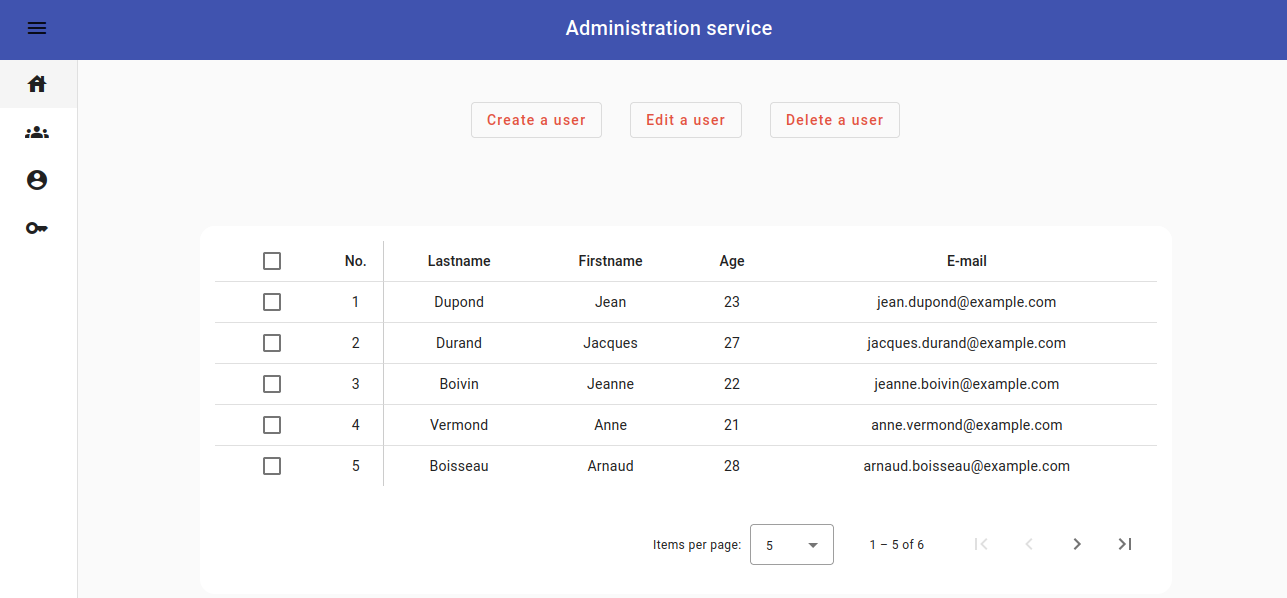 Administration service
Create a user Edit a user Delete a user
No. Lastname Firstname Age E-mail
1 Dupond Jean 23 jean.dupond@example.com
2 Durand Jacques 27 jacques.durand@example.com
3 Boivin Jeanne 22 jeanne.boivin@example.com
4 Vermond Anne 21 anne.vermond@example.com
5 Boisseau Arnaud 28 arnaud.boisseau@example.com
Items per page: 5 1 – 5 of 6